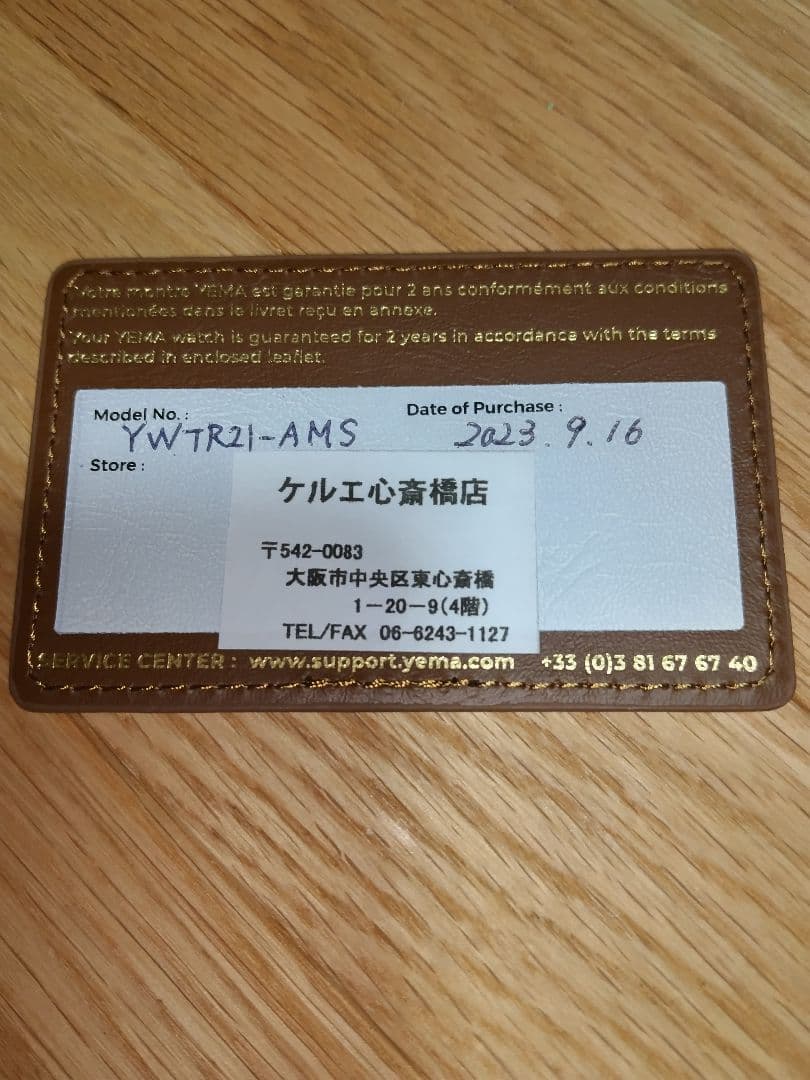 Votre montre YEMA est garantie pour 2 ans conformément aux conditions
mentionnées dans le livret reçu en annexe.
Your YEMA watch is guaranteed for 2 years in accordance with the terms
described in enclosed leaflet.
Model No. : Date of Purchase :
YWTR21-AMS 2023.9.16
Store :
ケルエ心斎橋店
〒542-0083
大阪市中央区東心斎橋
1-20-9(4階)
TEL/FAX 06-6243-1127
SERVICE CENTER : www.support.yema.com +33 (0)3 81 67 67 40